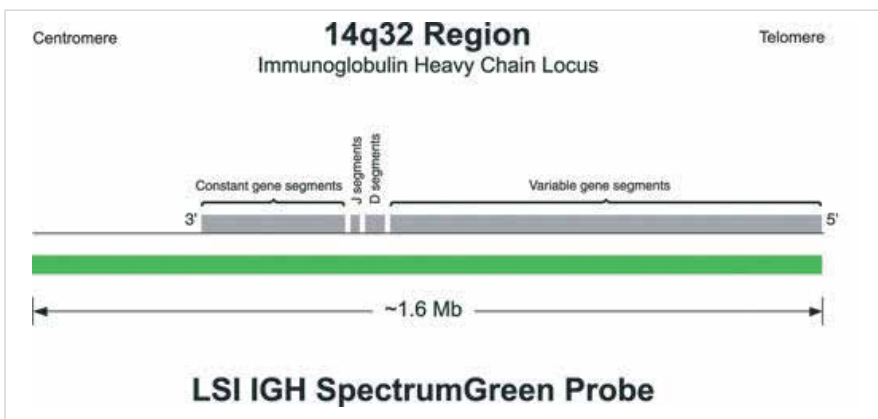 14q32 Region
Centromere
Telomere
Immunoglobulin Heavy Chain Locus
Constant gene segments
J segments
D segments
Variable gene segments
3'
5'
~1.6 Mb
LSI IGH SpectrumGreen Probe